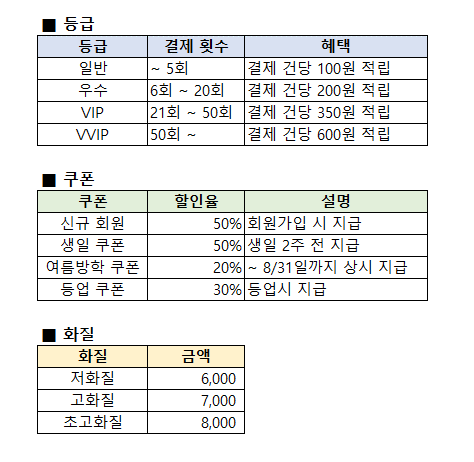 ■ 등급
등급 결제 횟수 혜택
일반 ~ 5회 결제 건당 100원 적립
우수 6회 ~ 20회 결제 건당 200원 적립
VIP 21회 ~ 50회 결제 건당 350원 적립
VVIP 50회 ~ 결제 건당 600원 적립
■ 쿠폰
쿠폰 할인율 설명
신규 회원 50% 회원가입 시 지급
생일 쿠폰 50% 생일 2주 전 지급
여름방학 쿠폰 20% ~ 8/31일까지 상시 지급
등업 쿠폰 30% 등업시 지급
■ 화질
화질 금액
저화질 6,000
고화질 7,000
초고화질 8,000